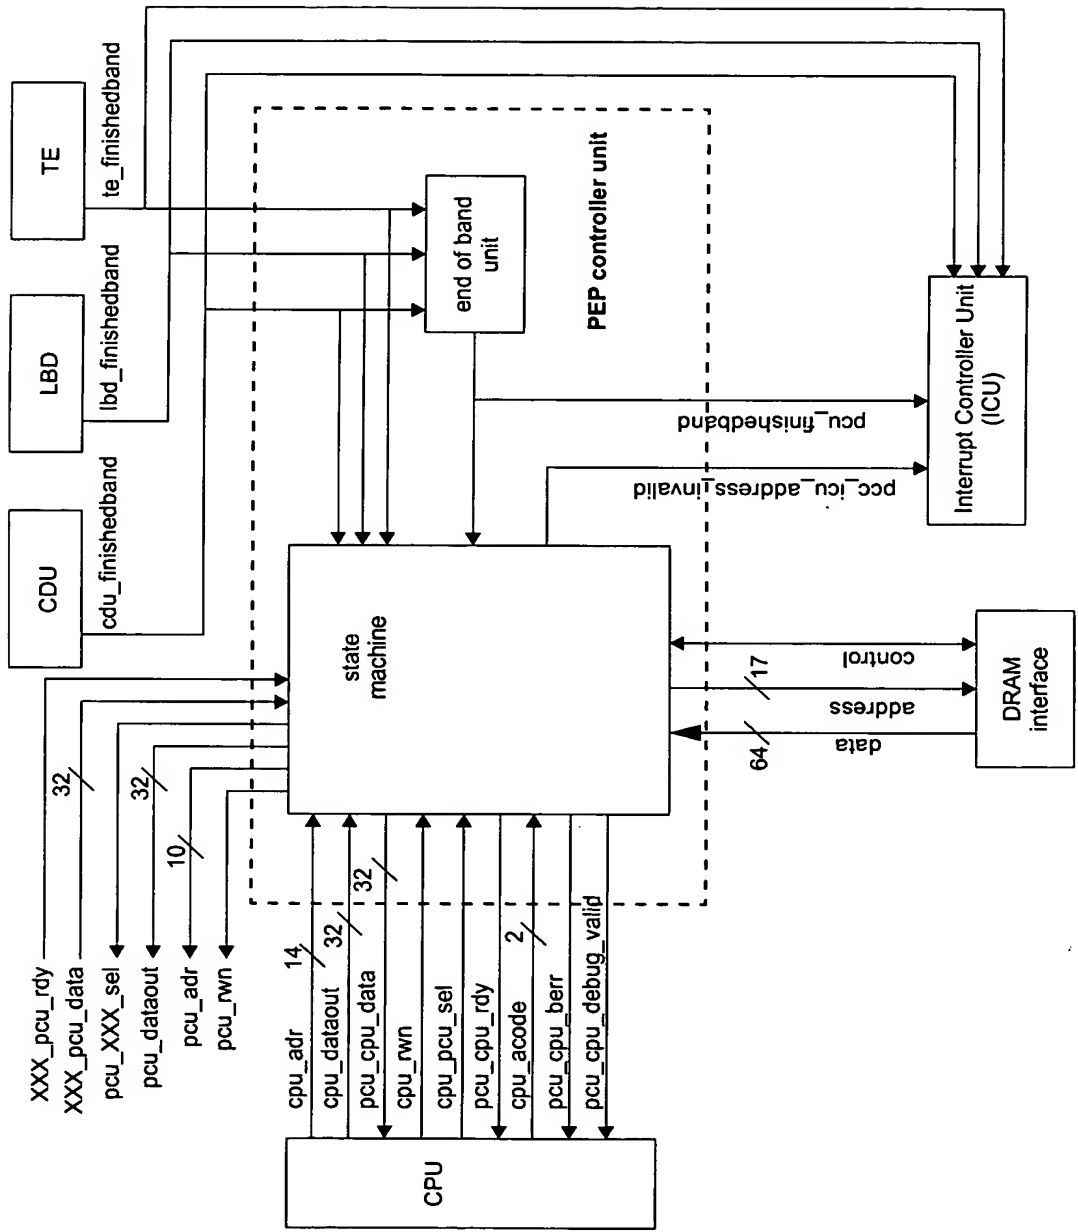 XXX_pcu_rdy
XXX_pcu_data
32
pcu_XXX_sel
pcu_dataout
32
pcu_adr
10
pcu_rwn
CDU
cdu_finishedband
LBD
lbd_finishedband
TE
te_finishedband
CPU
cpu_adr
14
cpu_dataout
32
pcu_cpu_data
32
cpu_rwn
cpu_pcu_sel
pcu_cpu_rdy
cpu_acode
2
pcu_cpu_berr
pcu_cpu_debug_valid
state
machine
end of band
unit
PEP controller unit
pcu_finishedband
pcc_icu_address_invalid
control
17
address
64
data
DRAM
interface
Interrupt Controller Unit
(ICU)